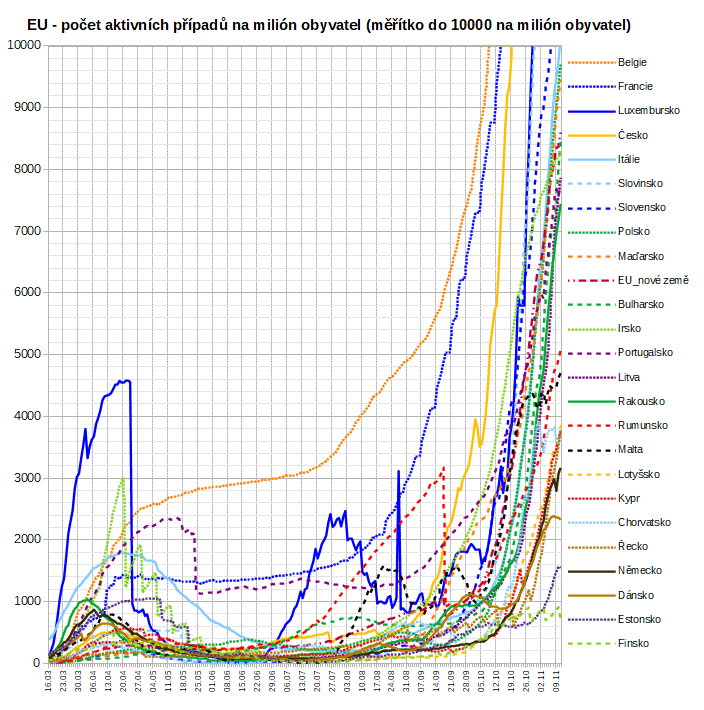 EU - počet aktivních případů na milión obyvatel (měřítko do 10000 na milión obyvatel)
10000
9000
8000
7000
6000
5000
4000
3000
2000
1000
0
Belgie
Francie
Luxembursko
Česko
Itálie
Slovinsko
Slovensko
Polsko
Maďarsko
EU_nové země
Bulharsko
Irsko
Portugalsko
Litva
Rakousko
Rumunsko
Malta
Lotyšsko
Kypr
Chorvatsko
Řecko
Německo
Dánsko
Estonsko
Finsko
16.03
23.03
30.03
06.04
13.04
20.04
27.04
04.05
11.05
18.05
25.05
01.06
08.06
15.06
22.06
29.06
06.07
13.07
20.07
27.07
03.08
10.08
17.08
24.08
31.08
07.09
14.09
21.09
28.09
05.10
12.10
19.10
26.10
02.11
09.11